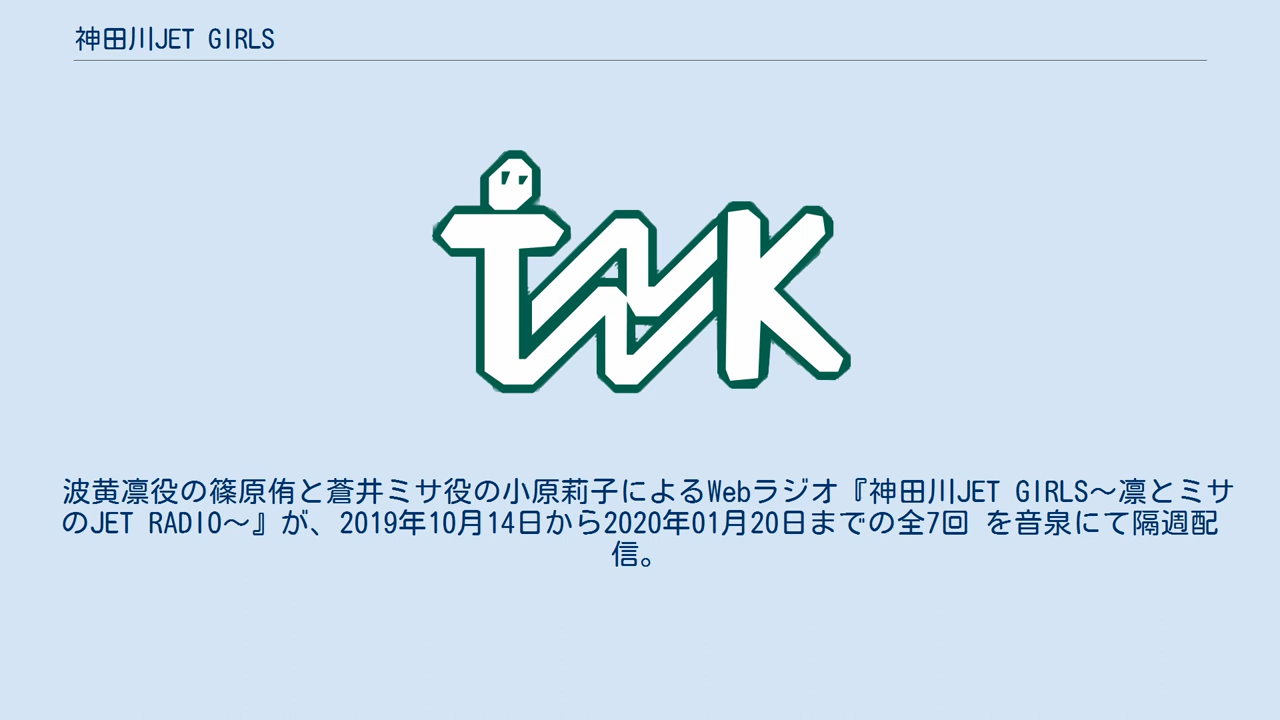 神田川JET GIRLS
TNK
波黄凛役の篠原侑と蒼井ミサ役の小原莉子によるWebラジオ『神田川JET GIRLS～凛とミサ
のJET RADIO～』が、2019年10月14日から2020年01月20日までの全7回 を音泉にて隔週配
信。